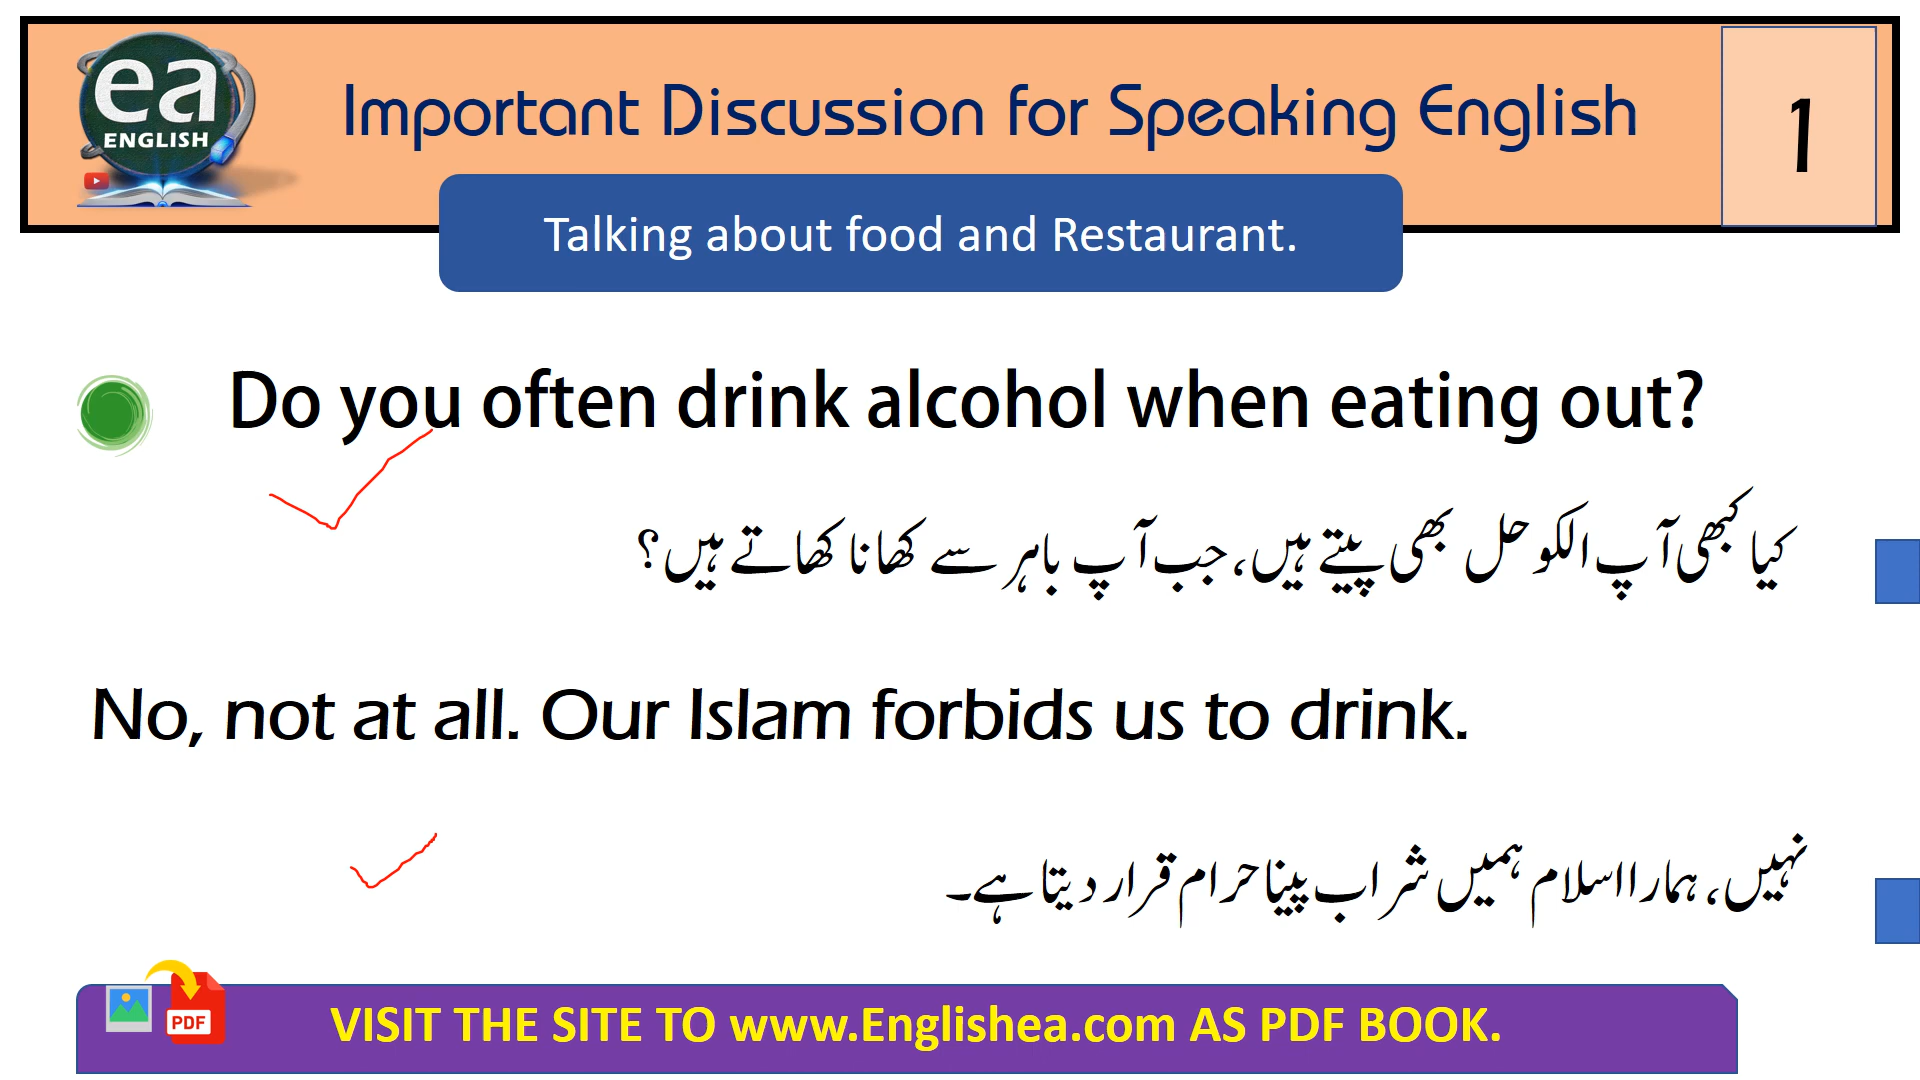 ea
ENGLISH
Important Discussion for Speaking English
1
Talking about food and Restaurant.
Do you often drink alcohol when eating out?
کیا کبھی آپ الکوحل بھی پیتے ہیں، جب آپ باہر سے کھانا کھاتے ہیں؟
No, not at all. Our Islam forbids us to drink.
نہیں، ہمارا اسلام ہمیں شراب پینا حرام قرار دیتا ہے۔
PDF
VISIT THE SITE TO www.Englishea.com AS PDF BOOK.